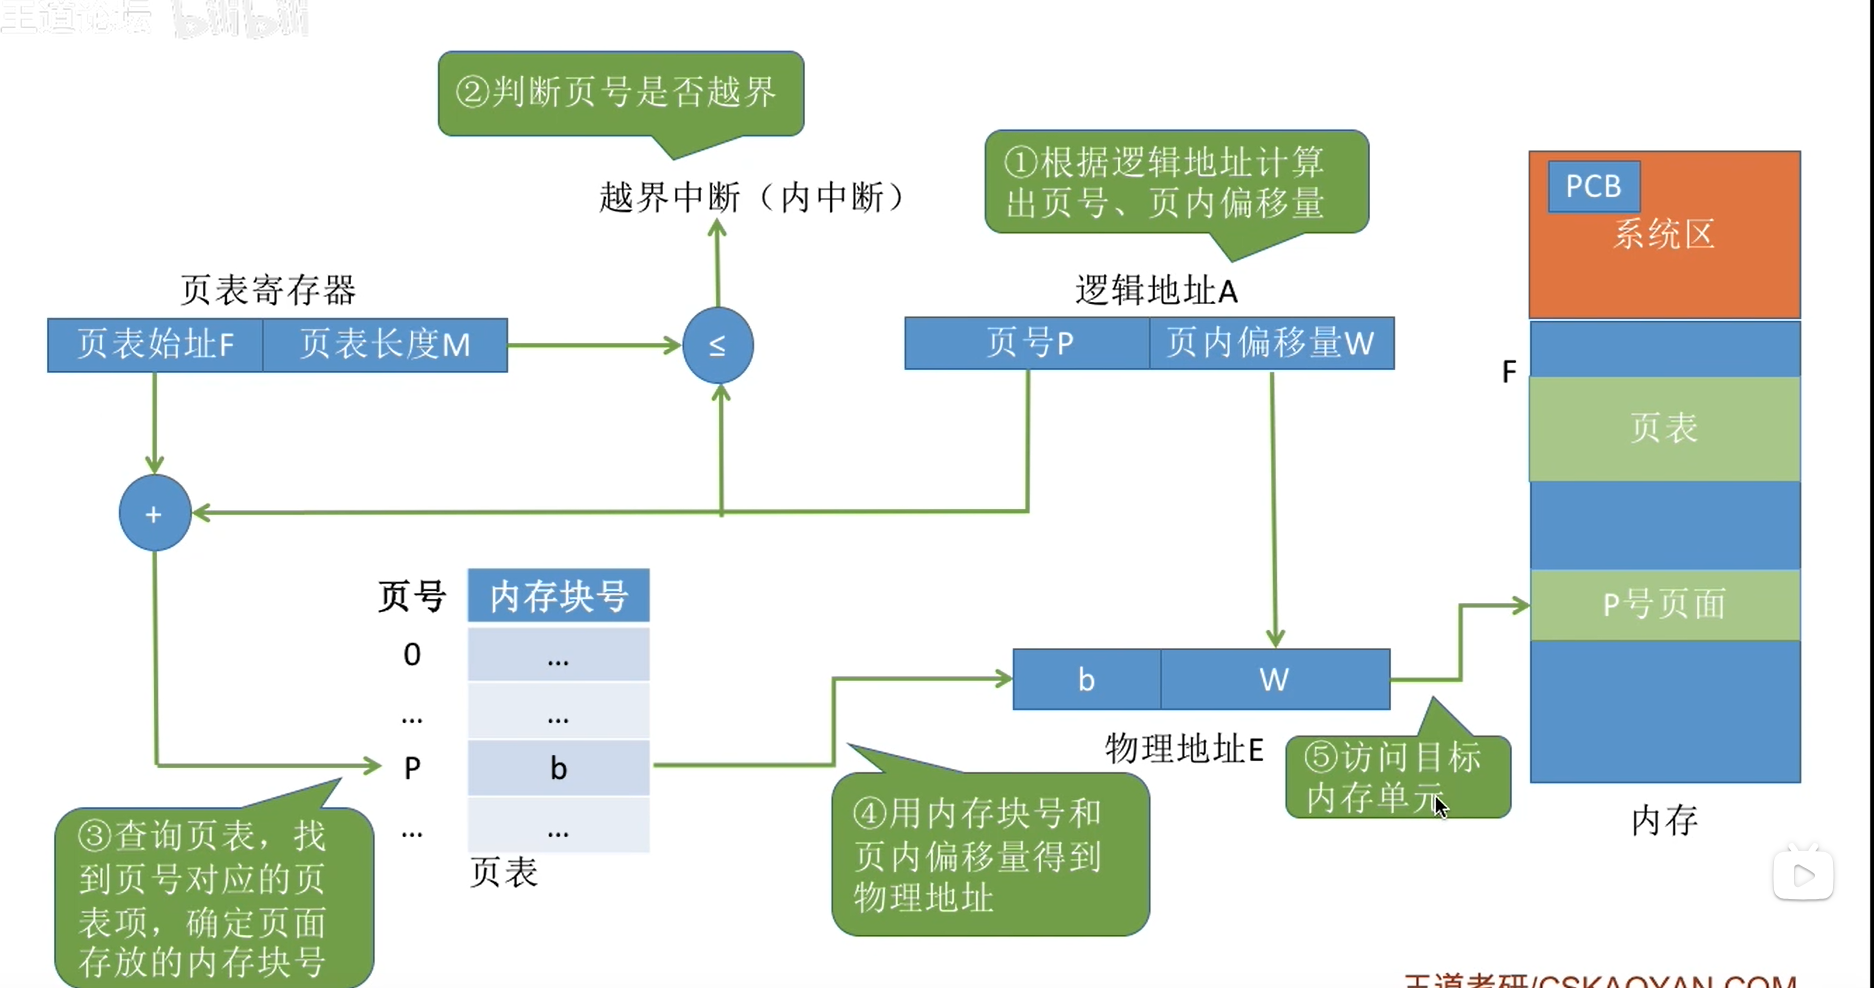 王道论坛 bilibili
②判断页号是否越界
越界中断（内中断）
①根据逻辑地址计算
出页号、页内偏移量
PCB
系统区
页表寄存器
页表始址F 页表长度M
≤
逻辑地址A
页号P 页内偏移量W
F
页表
+
页号 内存块号
0 ...
... ...
P b
... ...
页表
P号页面
b W
物理地址E
③查询页表，找
到页号对应的页
表项，确定页面
存放的内存块号
④用内存块号和
页内偏移量得到
物理地址
⑤访问目标
内存单元
内存
王道考研/CSKAOYAN.COM